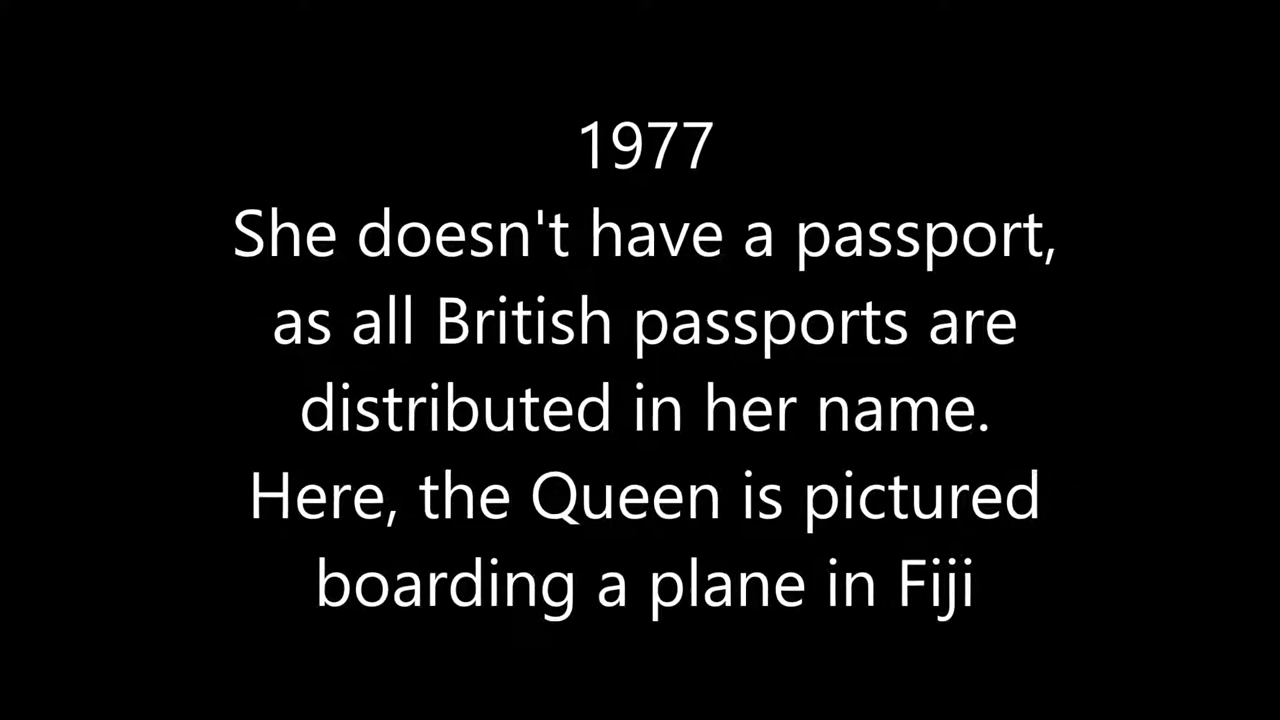 1977
She doesn't have a passport,
as all British passports are
distributed in her name.
Here, the Queen is pictured
boarding a plane in Fiji